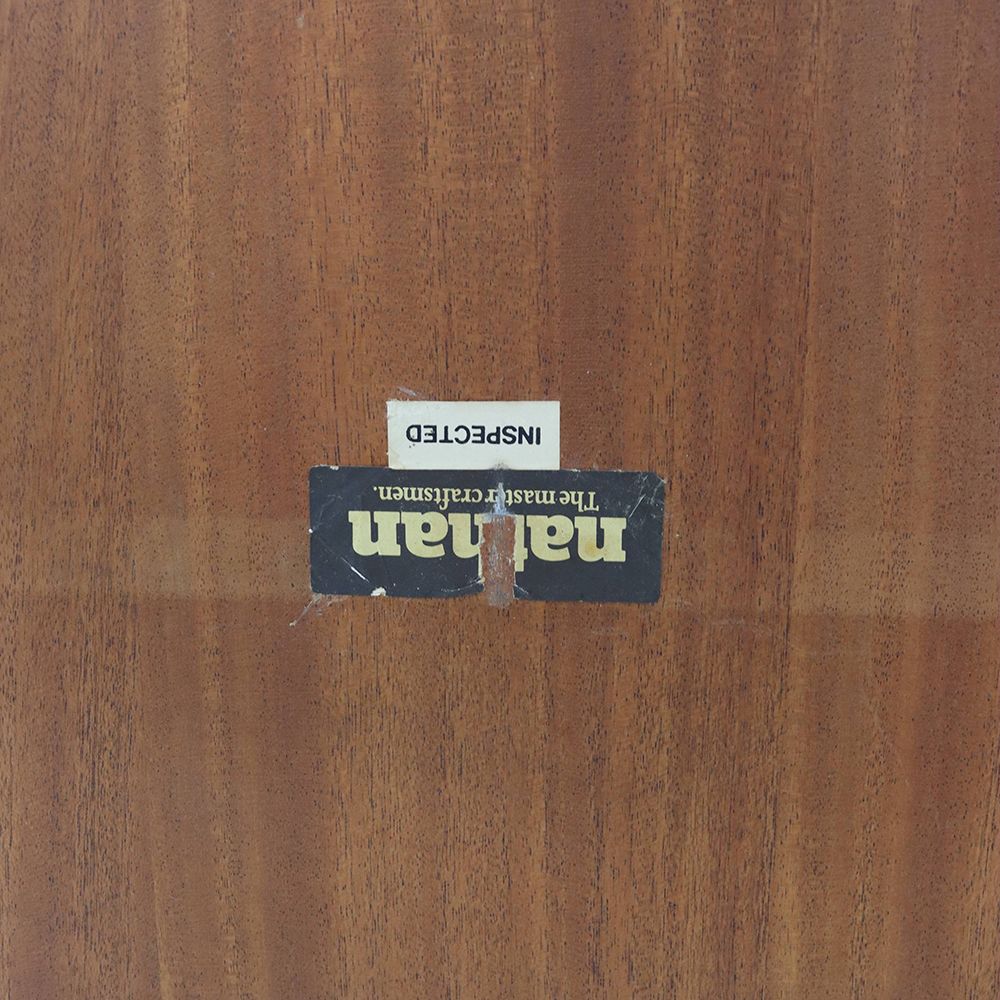 nathan
The master craftsmen.
INSPECTED